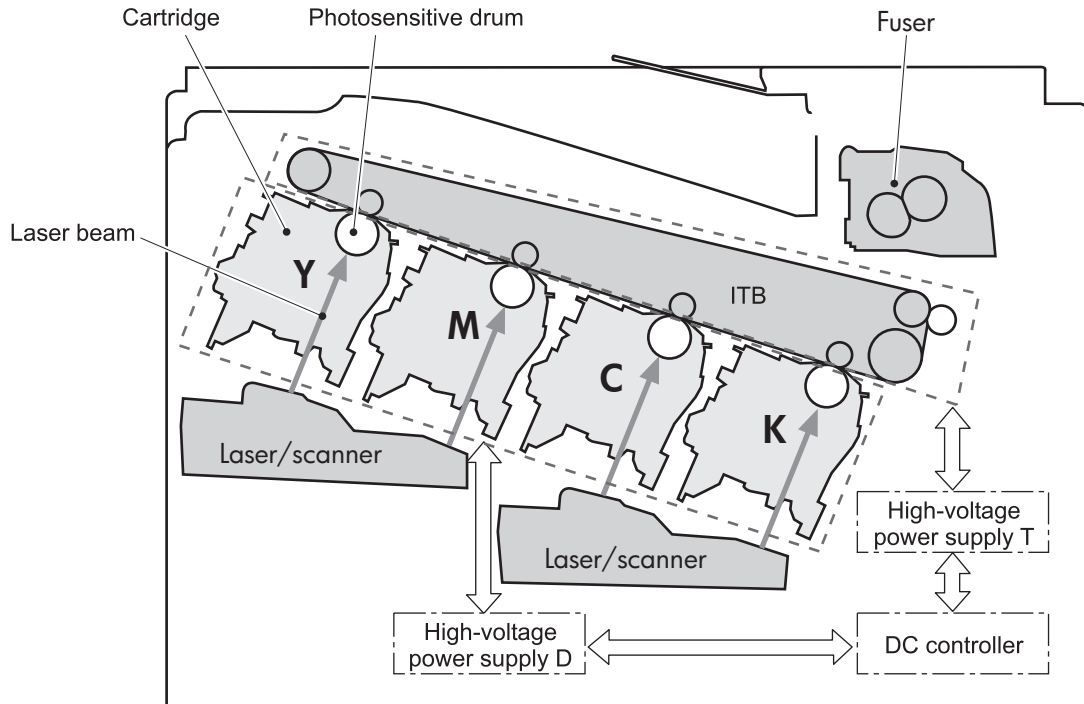 Cartridge
Photosensitive drum
Fuser
Laser beam
Y
M
ITB
C
K
Laser/scanner
Laser/scanner
High-voltage
power supply T
High-voltage
power supply D
DC controller